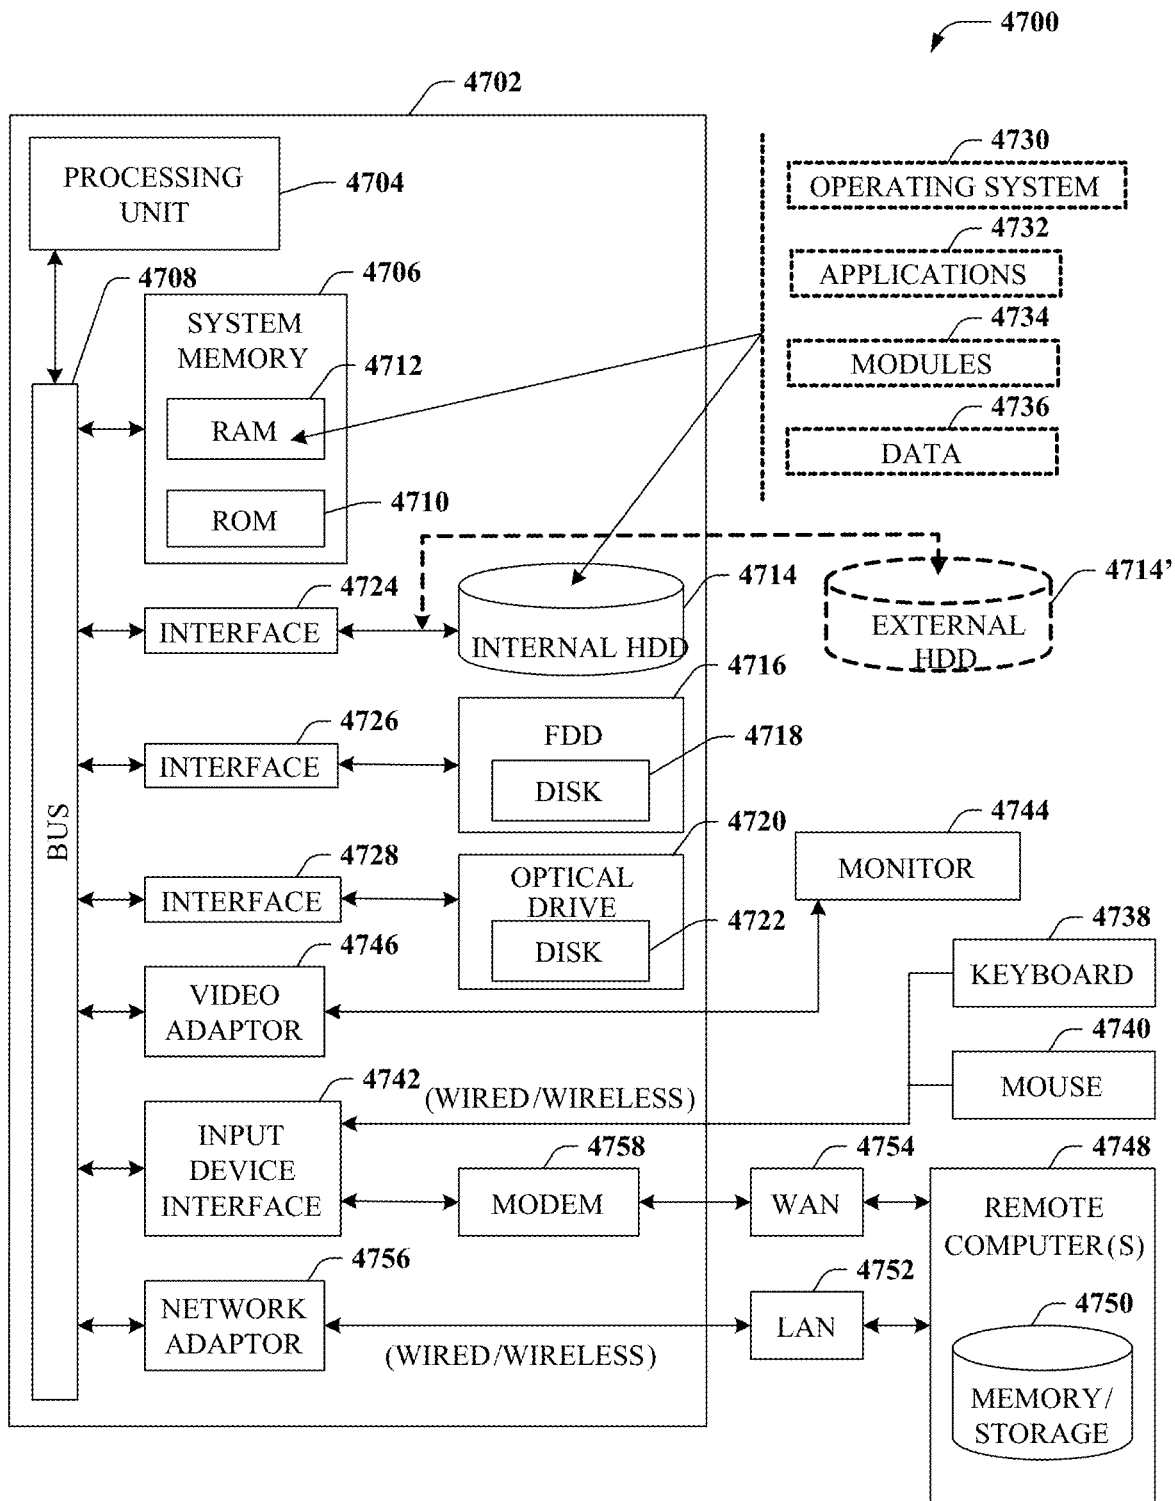 4700
4702
PROCESSING
UNIT
4704
4730
OPERATING SYSTEM
4732
APPLICATIONS
4734
MODULES
4736
DATA
4708
4706
SYSTEM
MEMORY
4712
RAM
4710
ROM
BUS
4724
INTERFACE
4714
INTERNAL HDD
4714’
EXTERNAL
HDD
4726
INTERFACE
4716
FDD
4718
DISK
4728
INTERFACE
4720
OPTICAL
DRIVE
4722
DISK
4744
MONITOR
4746
VIDEO
ADAPTOR
4738
KEYBOARD
4740
MOUSE
4742
INPUT
DEVICE
INTERFACE
(WIRED/WIRELESS)
4758
MODEM
4754
WAN
4748
REMOTE
COMPUTER(S)
4756
NETWORK
ADAPTOR
(WIRED/WIRELESS)
4752
LAN
4750
MEMORY/
STORAGE